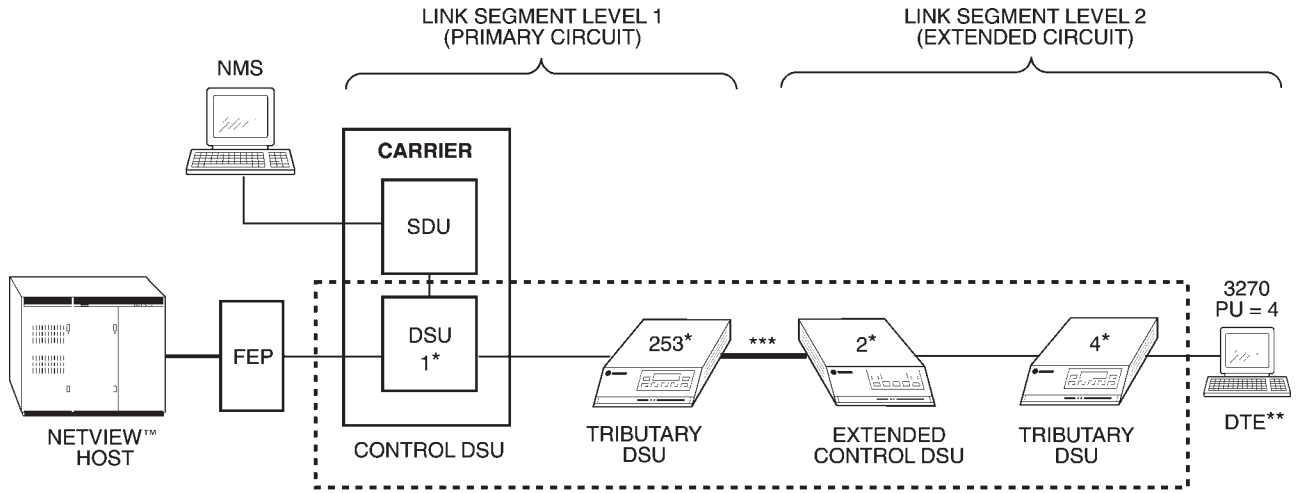 LINK SEGMENT LEVEL 1
(PRIMARY CIRCUIT)
LINK SEGMENT LEVEL 2
(EXTENDED CIRCUIT)
NMS
CARRIER
SDU
DSU
1*
FEP
253*
***
2*
4*
3270
PU = 4
NETVIEW™
HOST
CONTROL DSU
TRIBUTARY
DSU
EXTENDED
CONTROL DSU
TRIBUTARY
DSU
DTE**